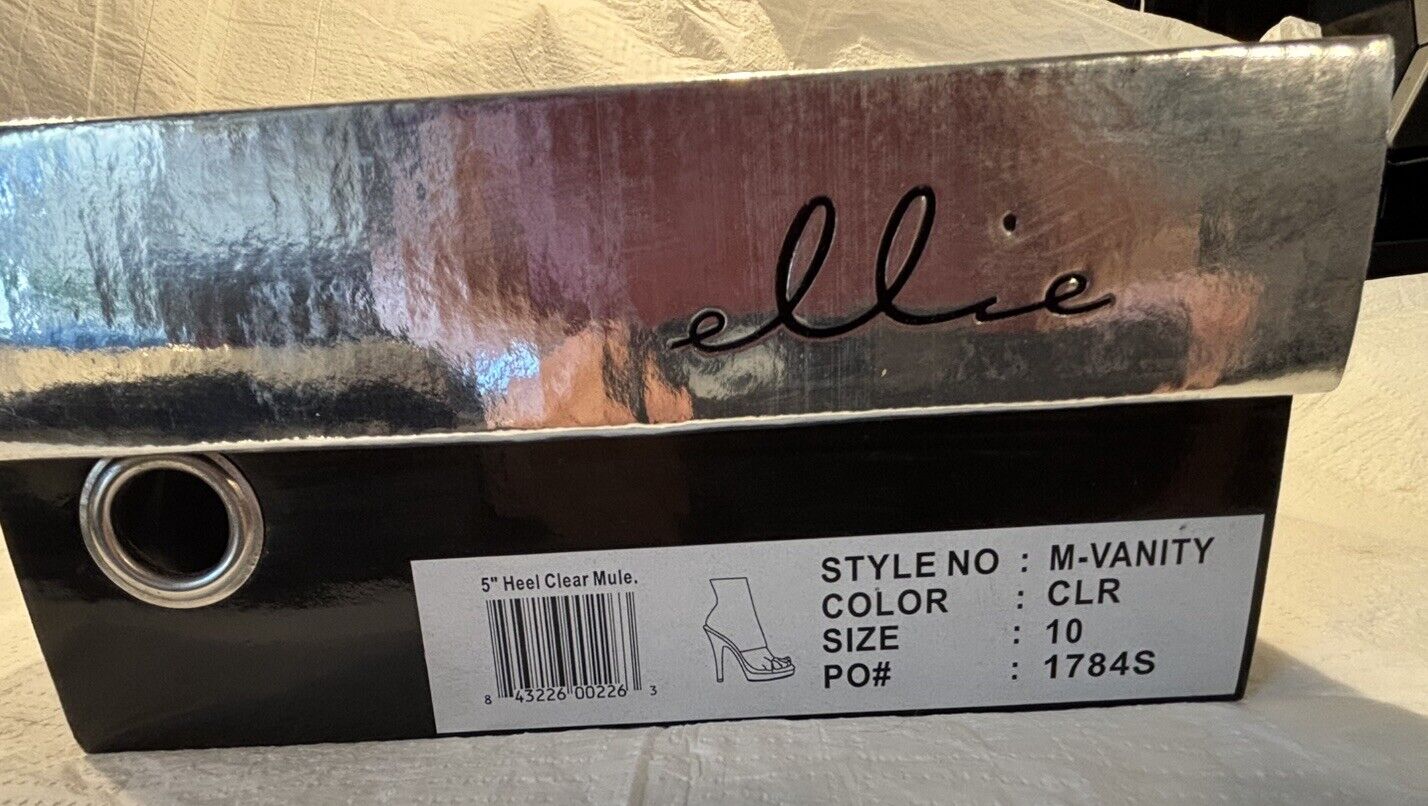 ellie
5" Heel Clear Mule.
8 43226 00226 3
STYLE NO : M-VANITY
COLOR : CLR
SIZE : 10
PO# : 1784S